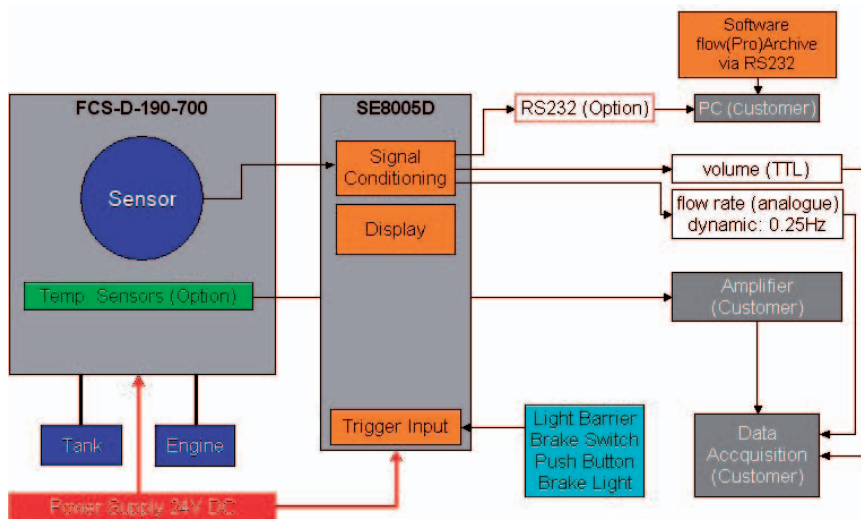 Software
flow(Pro)Archive
via RS232
FCS-D-190-700
SE8005D
RS232 (Option)
PC (Customer)
Sensor
Signal
Conditioning
volume (TTL)
flow rate (analogue)
dynamic: 0.25Hz
Display
Temp. Sensors (Option)
Amplifier
(Customer)
Tank
Engine
Trigger Input
Light Barrier
Brake Switch
Push Button
Brake Light
Data
Accquisition
(Customer)
Power Supply 24V DC